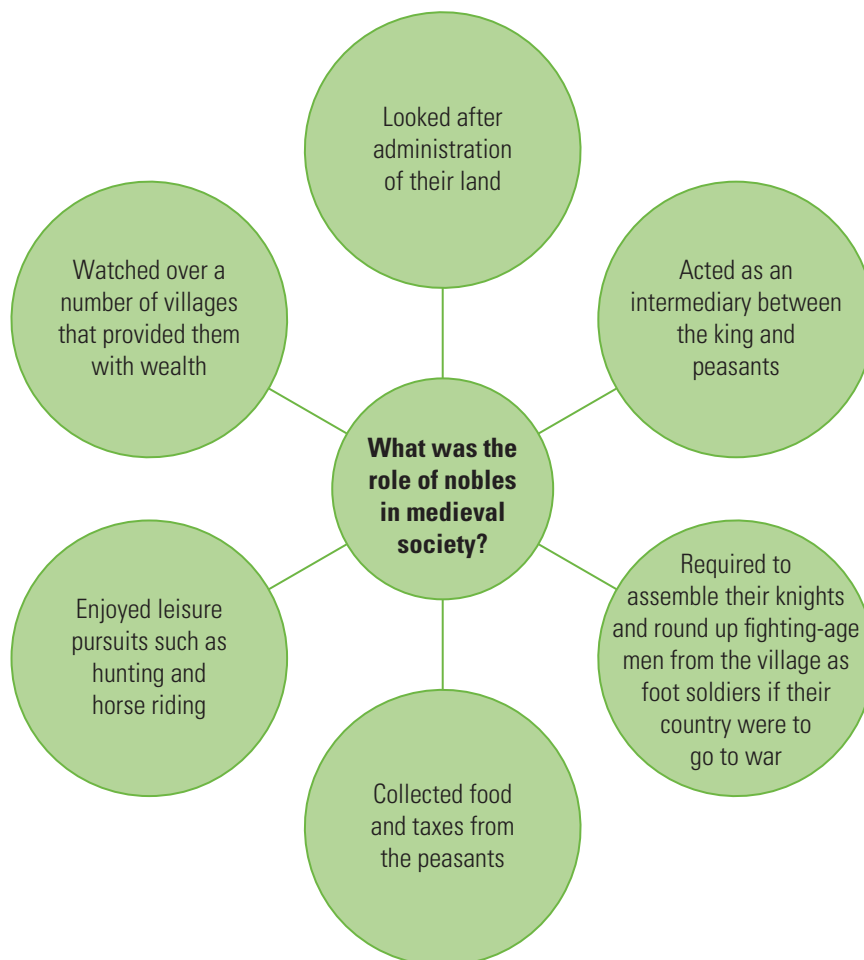 Looked after
administration
of their land
Watched over a
number of villages
that provided them
with wealth
Acted as an
intermediary between
the king and
peasants
What was the
role of nobles
in medieval
society?
Enjoyed leisure
pursuits such as
hunting and
horse riding
Required to
assemble their knights
and round up fighting-age
men from the village as
foot soldiers if their
country were to
go to war
Collected food
and taxes from
the peasants